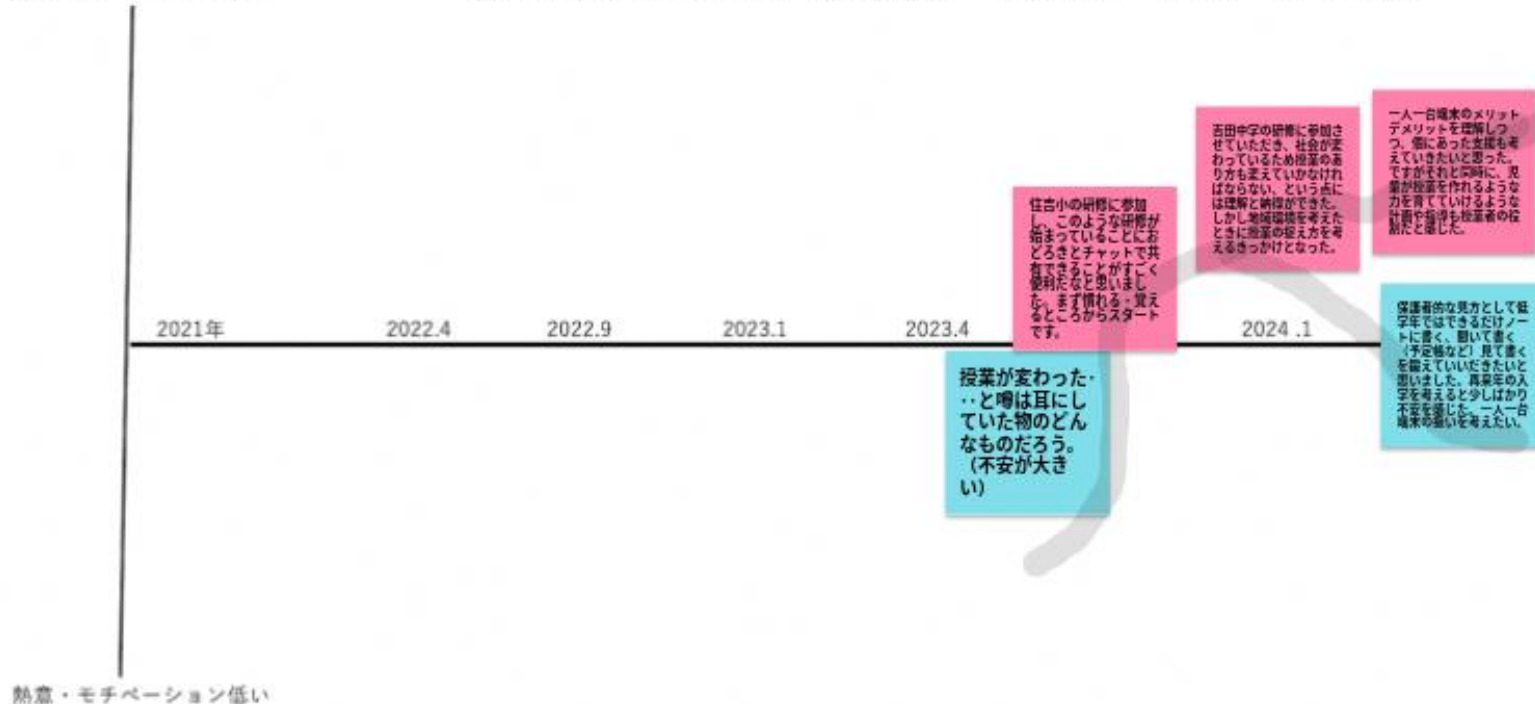 2021年
2022.4
2022.9
2023.1
2023.4
2024 .1
住吉小の研修に参加
し、このような研修が
始まっていることにお
どろきとチャットで共
有できることがすごく
便利だなと思いまし
た。まず慣れる・覚え
るところからスタート
です。
吉田中学の研修に参加さ
せていただき、社会が変
わっているため授業のあ
り方も変えていかなけれ
ばならない、という点に
は理解と納得ができた。
しかし地域環境を考えた
ときに授業の捉え方を考
えるきっかけとなった。
一人一台端末のメリット
デメリットを理解しつ
つ、個にあった支援も考
えていきたいと思った。
ですがそれと同時に、児
童が授業を作れるような
力を育てていけるような
計画や指導も授業者の役
割だと感じた。
授業が変わった・
・・と噂は耳にし
ていた物のどん
なものだろう。
（不安が大き
い）
保護者的な見方として低
学年ではできるだけノー
トに書く、聞いて書く
（予定帳など）見て書く
を鍛えていいだきたいと
思いました。再来年の入
学を考えると少しばかり
不安を感じた。一人一台
端末の扱いを考えたい。
熱意・モチベーション低い